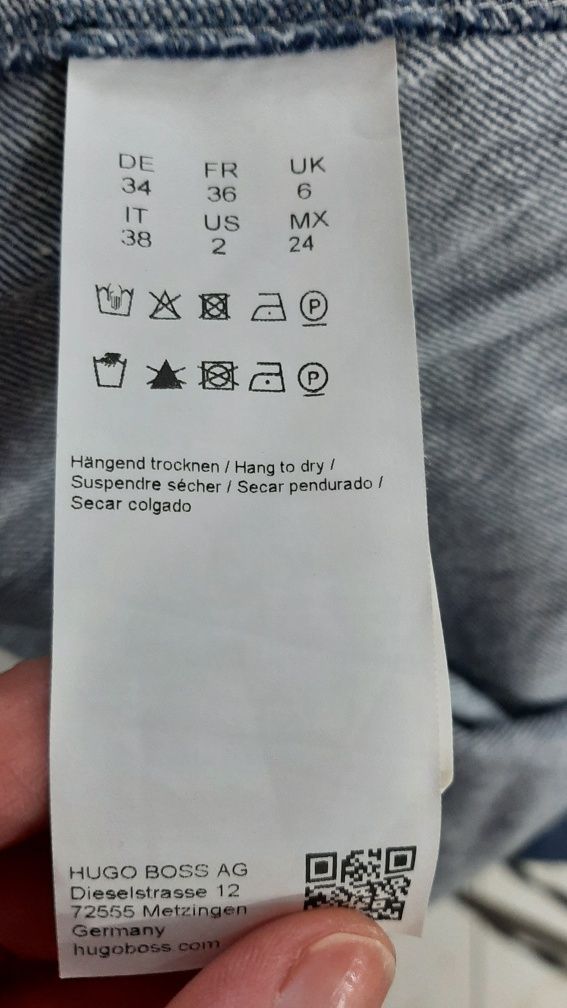 DE FR UK
34 36 6
IT US MX
38 2 24
P
P
Hängend trocknen / Hang to dry /
Suspendre sécher / Secar pendurado /
Secar colgado
HUGO BOSS AG
Dieselstrasse 12
72555 Metzingen
Germany
hugoboss.com